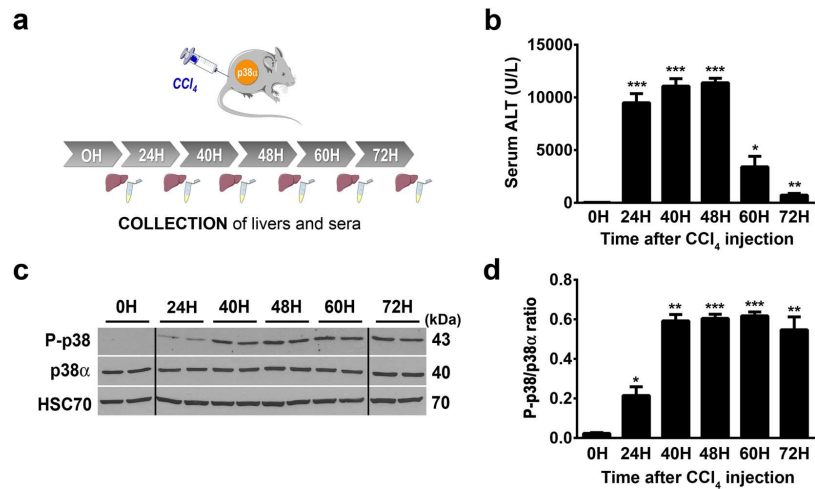 a
CCl4
p38α
OH 24H 40H 48H 60H 72H
COLLECTION of livers and sera
b
Serum ALT (U/L)
15000
10000
5000
0
***
***
***
*
**
0H 24H 40H 48H 60H 72H
Time after CCl4 injection
c
0H 24H 40H 48H 60H 72H (kDa)
P-p38 43
p38α 40
HSC70 70
d
P-p38/p38α ratio
0.8
0.6
0.4
0.2
0.0
*
**
***
***
**
0H 24H 40H 48H 60H 72H
Time after CCl4 injection